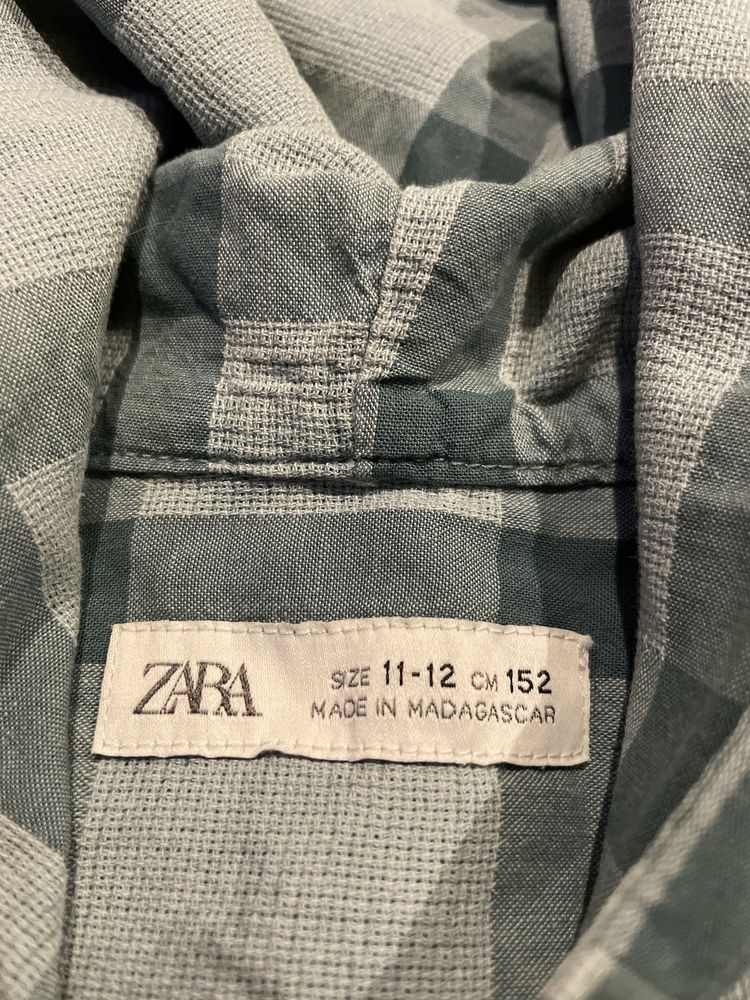 ZARA
SIZE 11-12 CM 152
MADE IN MADAGASCAR